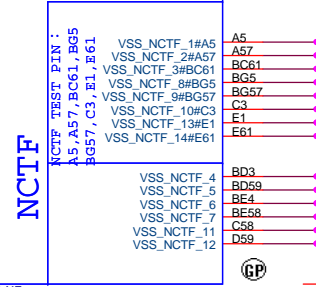 NCTF
NCTF TEST PIN:
A5,A57,BC61,BG5
BG57,C3,E1,E61
VSS_NCTF_1#A5 A5
VSS_NCTF_2#A57 A57
VSS_NCTF_3#BC61 BC61
VSS_NCTF_8#BG5 BG5
VSS_NCTF_9#BG57 BG57
VSS_NCTF_10#C3 C3
VSS_NCTF_13#E1 E1
VSS_NCTF_14#E61 E61
VSS_NCTF_4 BD3
VSS_NCTF_5 BD59
VSS_NCTF_6 BE4
VSS_NCTF_7 BE58
VSS_NCTF_11 C58
VSS_NCTF_12 D59
GP